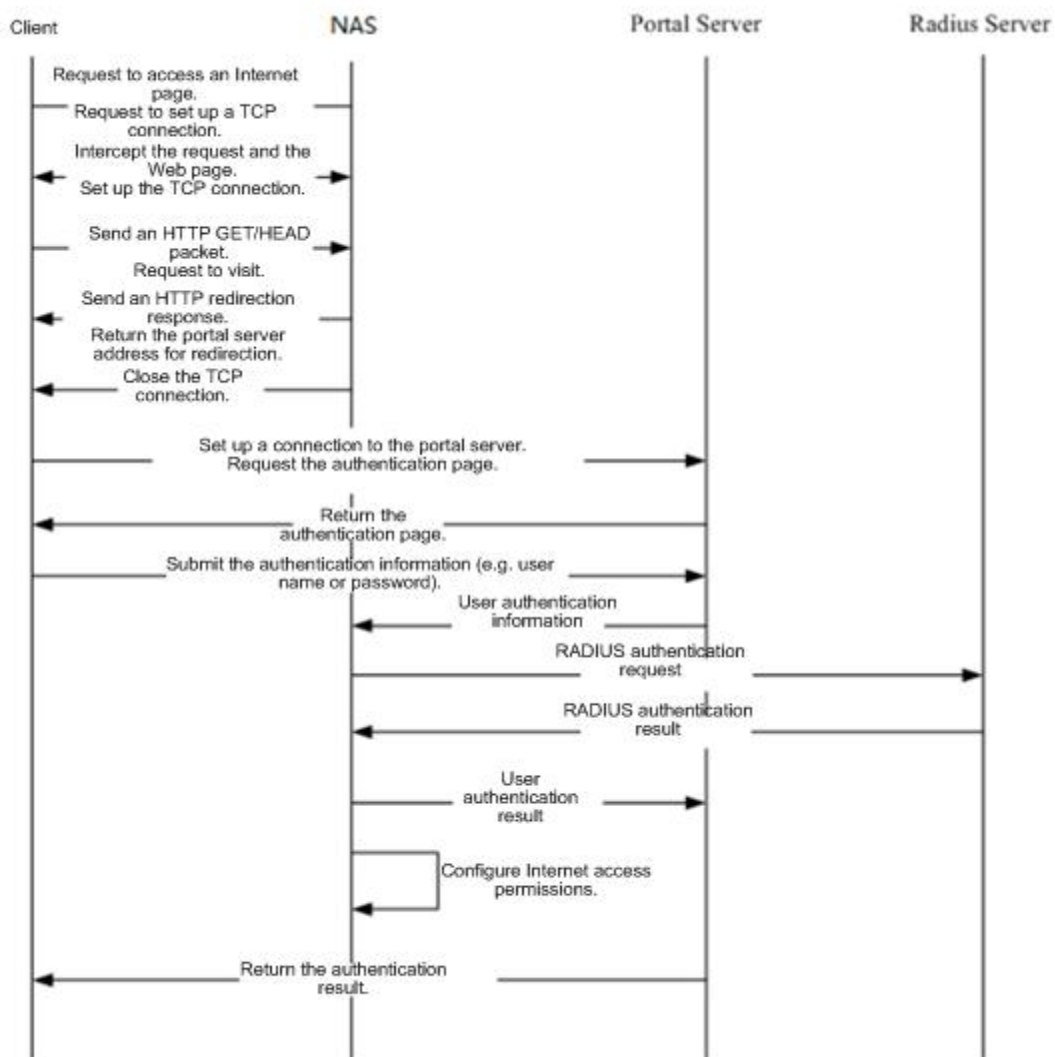 Client
NAS
Portal Server
Radius Server
Request to access an Internet
page.
Request to set up a TCP
connection.
Intercept the request and the
Web page.
Set up the TCP connection.
Send an HTTP GET/HEAD
packet.
Request to visit.
Send an HTTP redirection
response.
Return the portal server
address for redirection.
Close the TCP
connection.
Set up a connection to the portal server.
Request the authentication page.
Return the
authentication page.
Submit the authentication information (e.g. user
name or password).
User authentication
information
RADIUS authentication
request
RADIUS authentication
result
User
authentication
result
Configure Internet access
permissions.
Return the authentication
result.